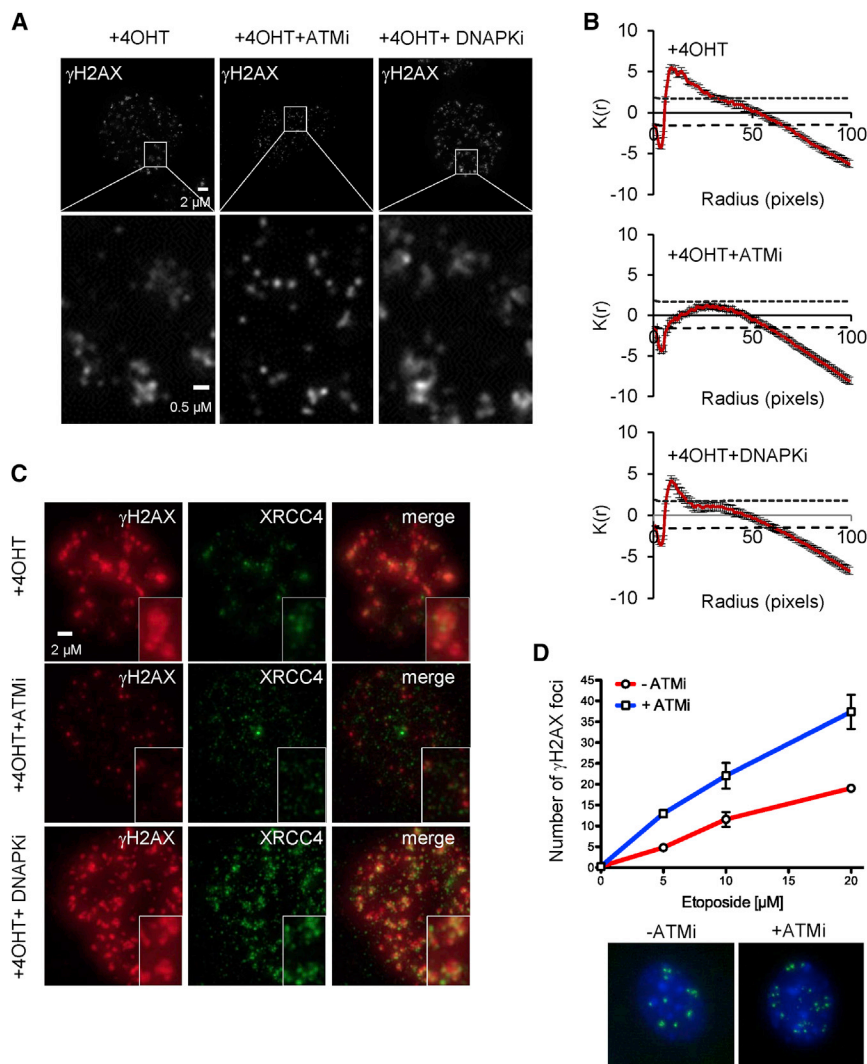 A
+4OHT
+4OHT+ATMi
+4OHT+ DNAPKi
γH2AX
γH2AX
γH2AX
2 µM
0.5 µM
B
+4OHT
10
5
0
-5
-10
K(r)
0
50
100
Radius (pixels)
+4OHT+ATMi
10
5
0
-5
-10
K(r)
0
50
100
Radius (pixels)
+4OHT+DNAPKi
10
5
0
-5
-10
K(r)
0
50
100
Radius (pixels)
C
γH2AX
XRCC4
merge
+4OHT
2 µM
γH2AX
XRCC4
merge
+4OHT+ATMi
γH2AX
XRCC4
merge
+4OHT+ DNAPKi
D
- ATMi
+ ATMi
Number of γH2AX foci
45
40
35
30
25
20
15
10
5
0
0
5
10
15
20
Etoposide [µM]
-ATMi
+ATMi